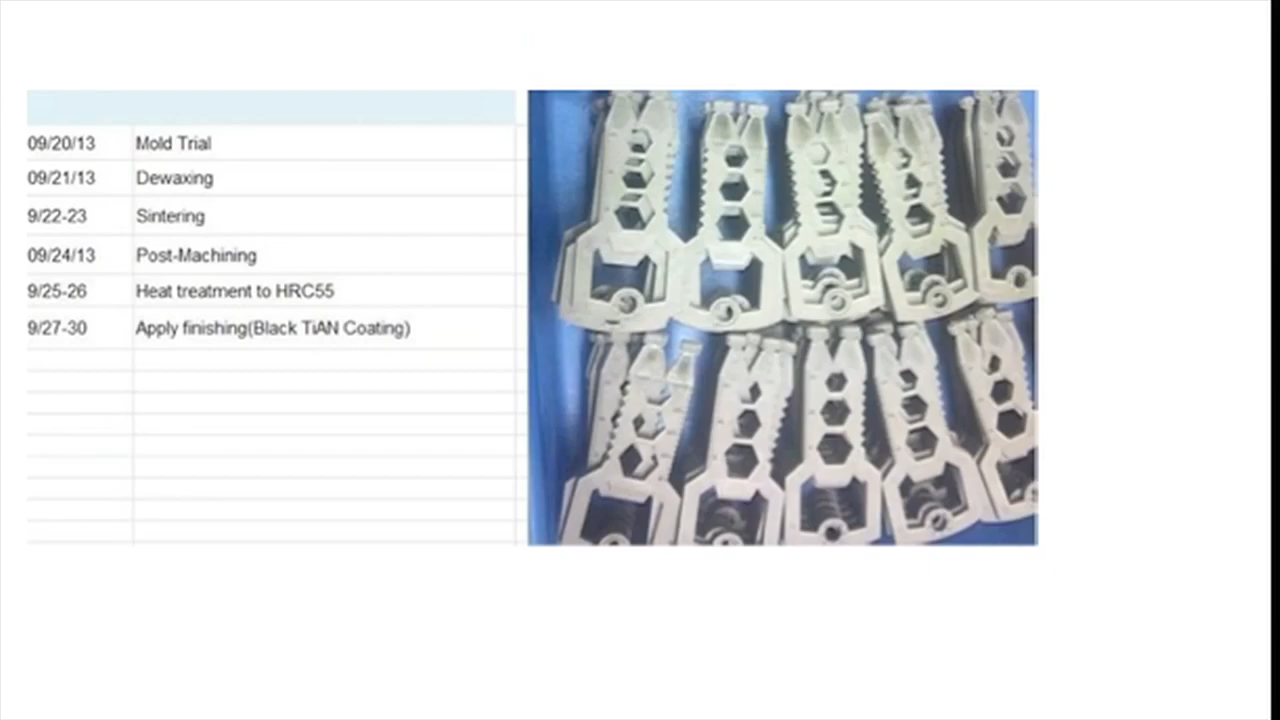 09/20/13 Mold Trial
09/21/13 Dewaxing
9/22-23 Sintering
09/24/13 Post-Machining
9/25-26 Heat treatment to HRC55
9/27-30 Apply finishing(Black TiAN Coating)